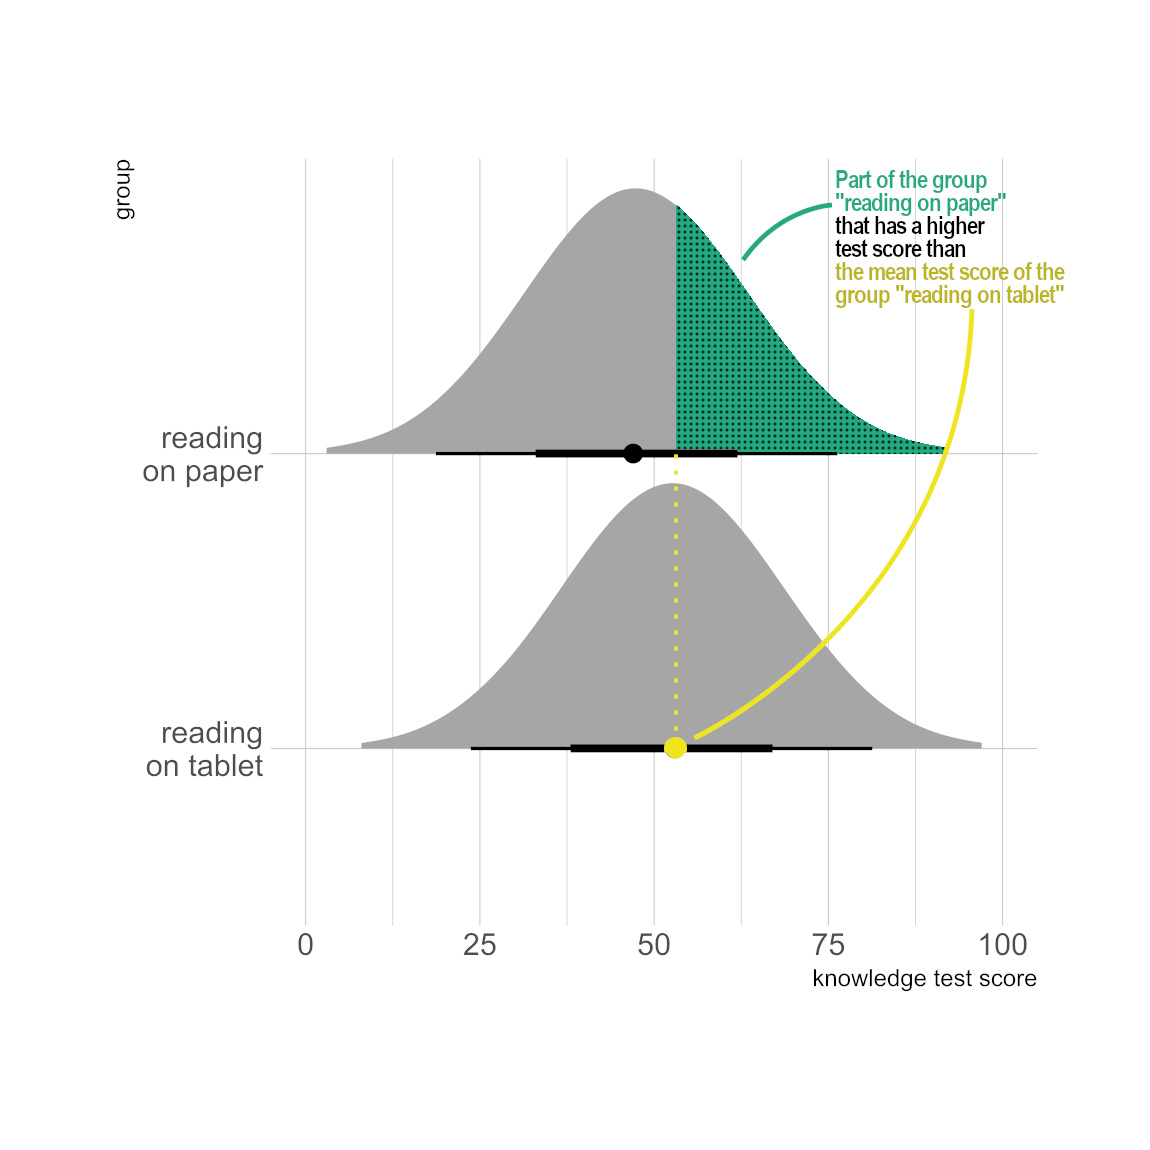 group
Part of the group
"reading on paper"
that has a higher
test score than
the mean test score of the
group "reading on tablet"
reading
on paper
reading
on tablet
0 25 50 75 100
knowledge test score